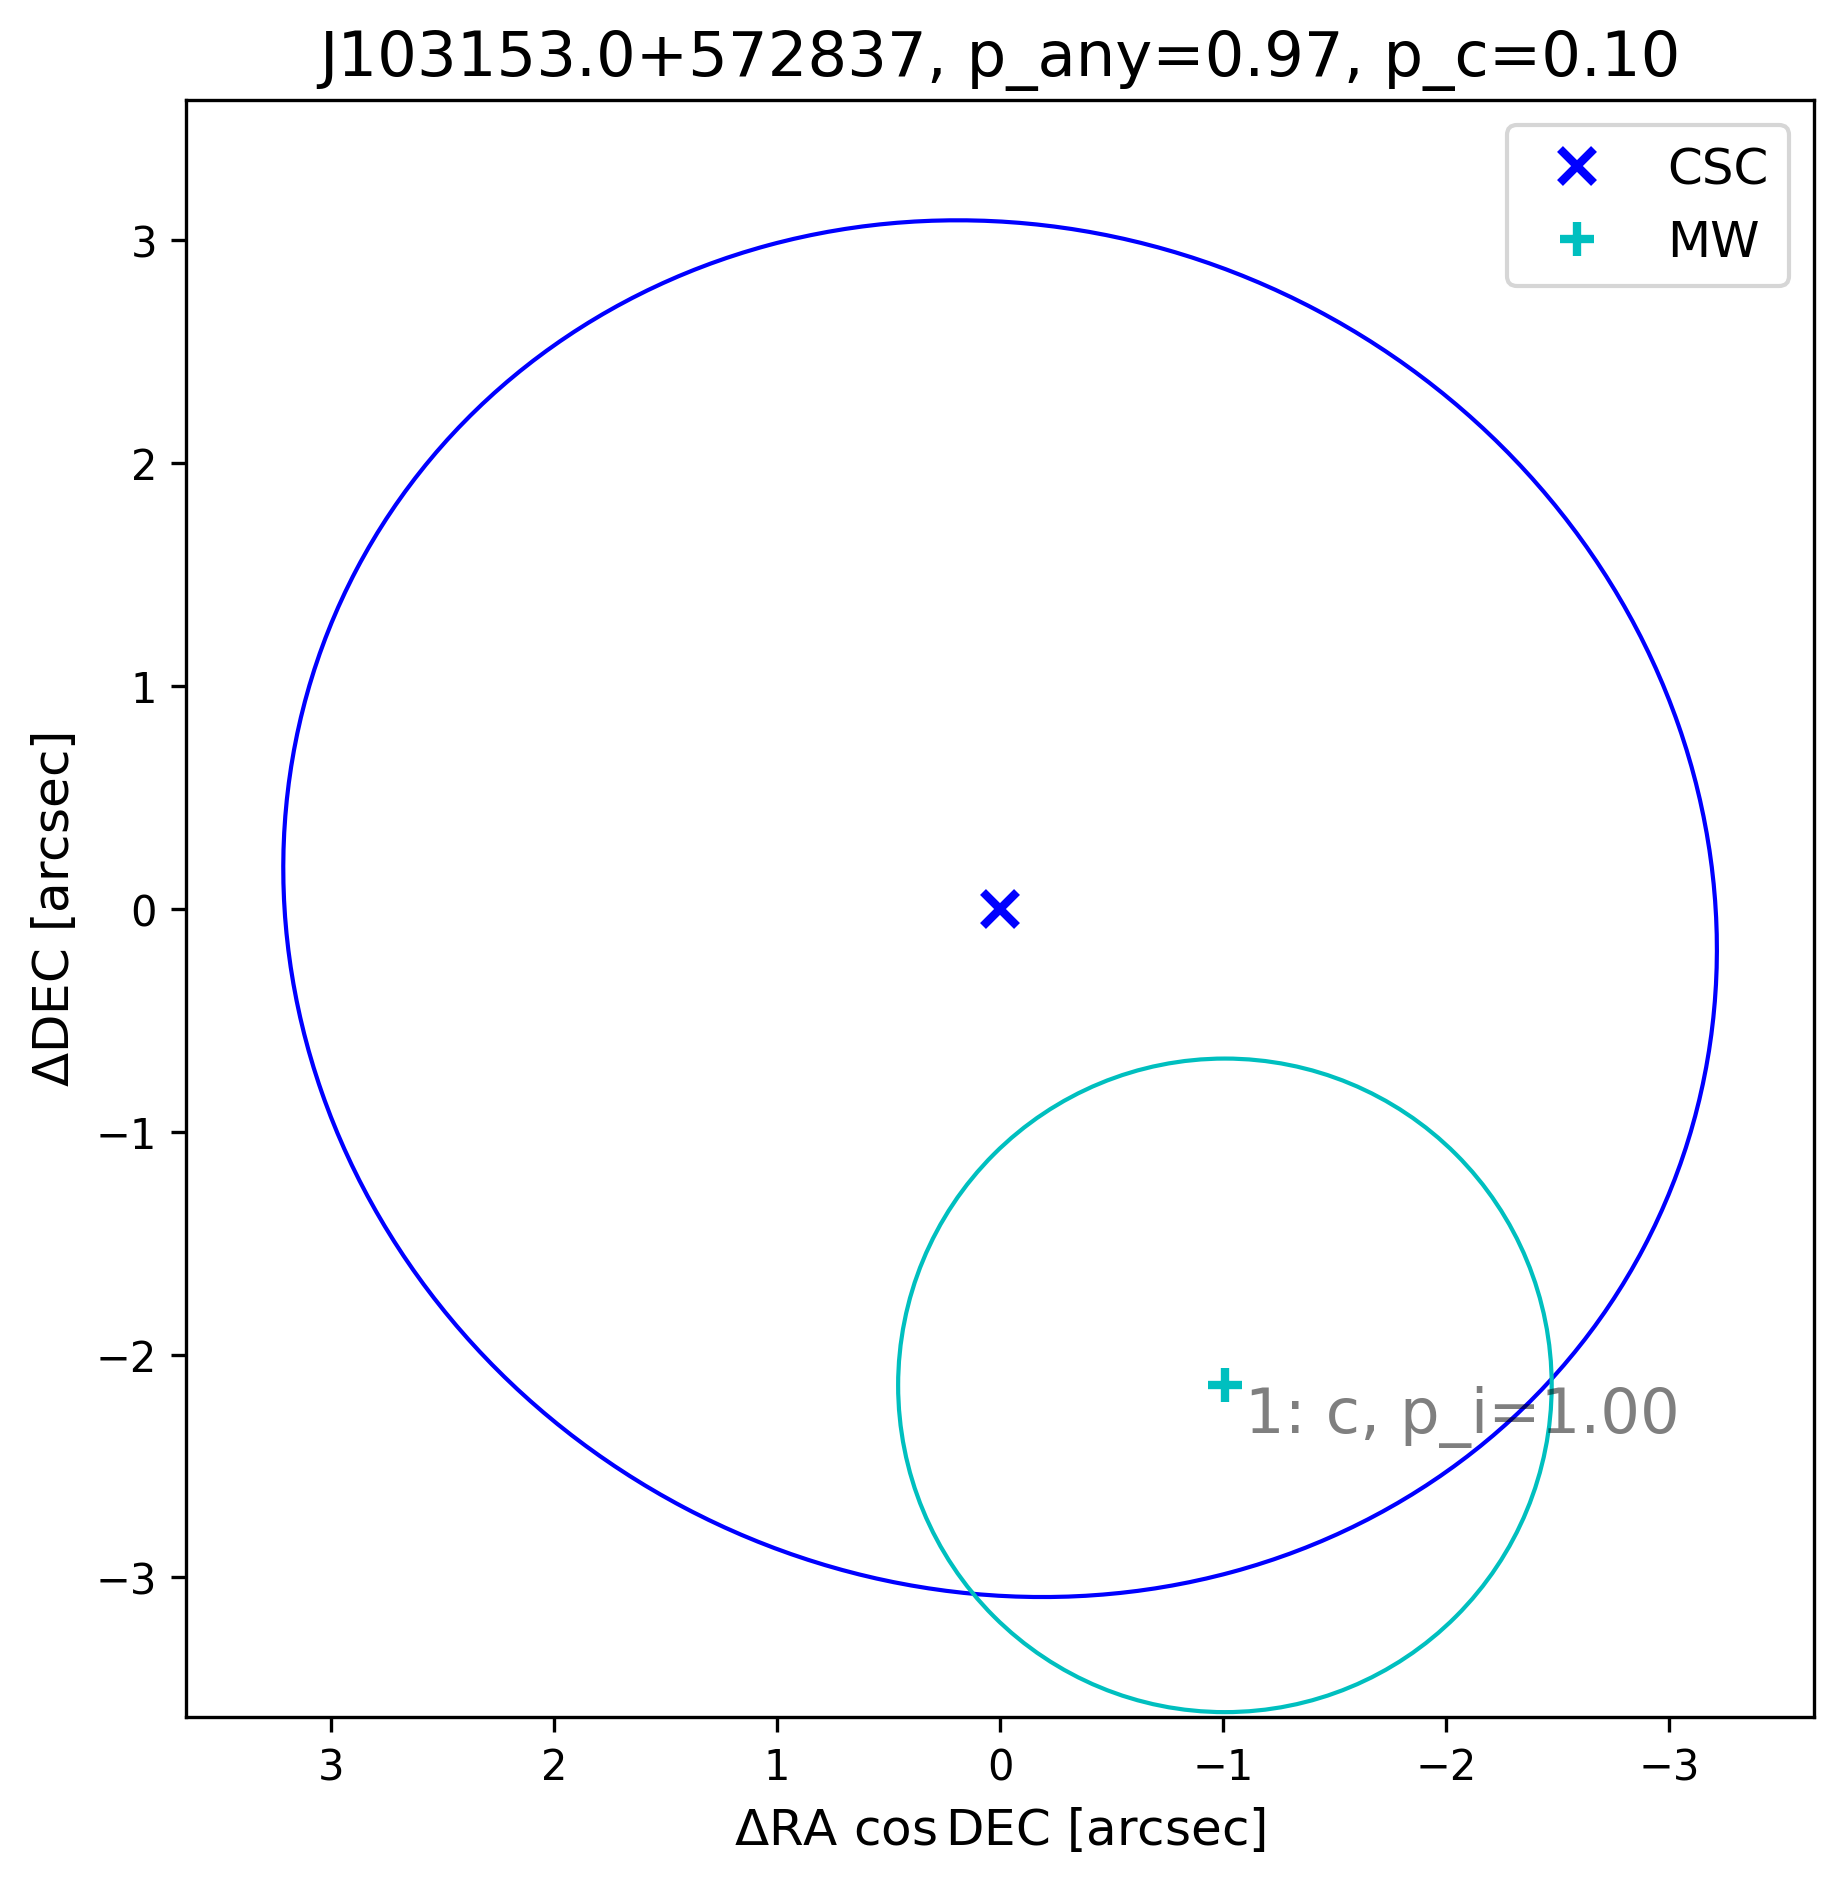 J103153.0+572837, p_any=0.97, p_c=0.10
CSC
MW
3
2
1
0
−1
−2
−3
ΔDEC [arcsec]
1: c, p_i=1.00
3 2 1 0 −1 −2 −3
ΔRA cos DEC [arcsec]